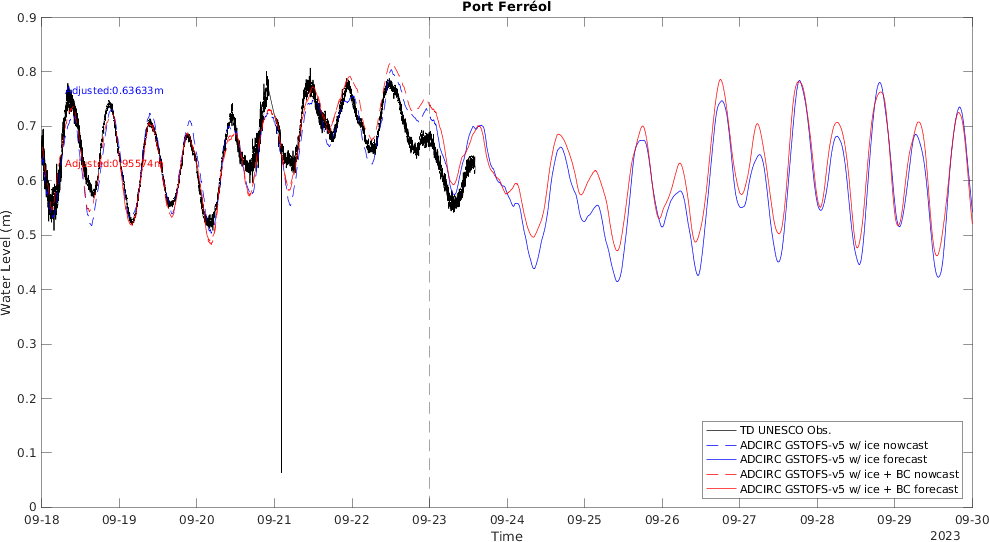 Port Ferréol
0.9
0.8
0.7
0.6
0.5
0.4
0.3
0.2
0.1
0
Water Level (m)
Adjusted:0.63633m
Adjusted:0.95574m
TD UNESCO Obs.
ADCIRC GSTOFS-v5 w/ ice nowcast
ADCIRC GSTOFS-v5 w/ ice forecast
ADCIRC GSTOFS-v5 w/ ice + BC nowcast
ADCIRC GSTOFS-v5 w/ ice + BC forecast
09-18 09-19 09-20 09-21 09-22 09-23 09-24 09-25 09-26 09-27 09-28 09-29 09-30
Time
2023